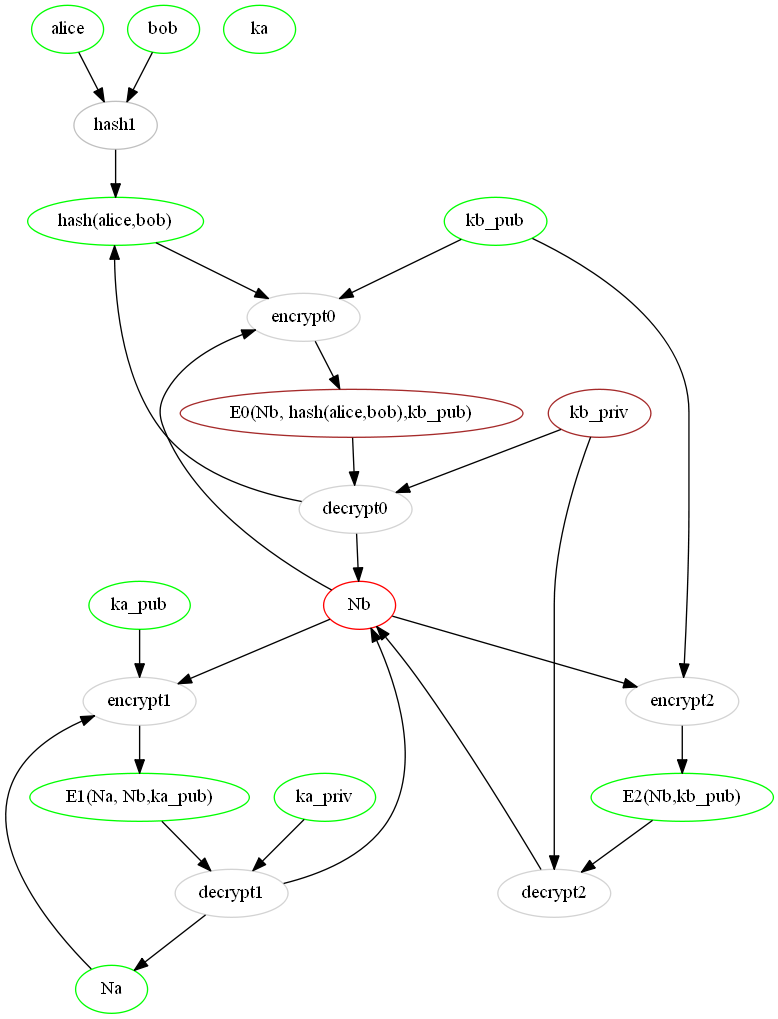 alice
bob
ka
hash1
hash(alice,bob)
kb_pub
encrypt0
E0(Nb, hash(alice,bob),kb_pub)
kb_priv
decrypt0
ka_pub
Nb
encrypt1
encrypt2
E1(Na, Nb,ka_pub)
ka_priv
E2(Nb,kb_pub)
decrypt1
decrypt2
Na